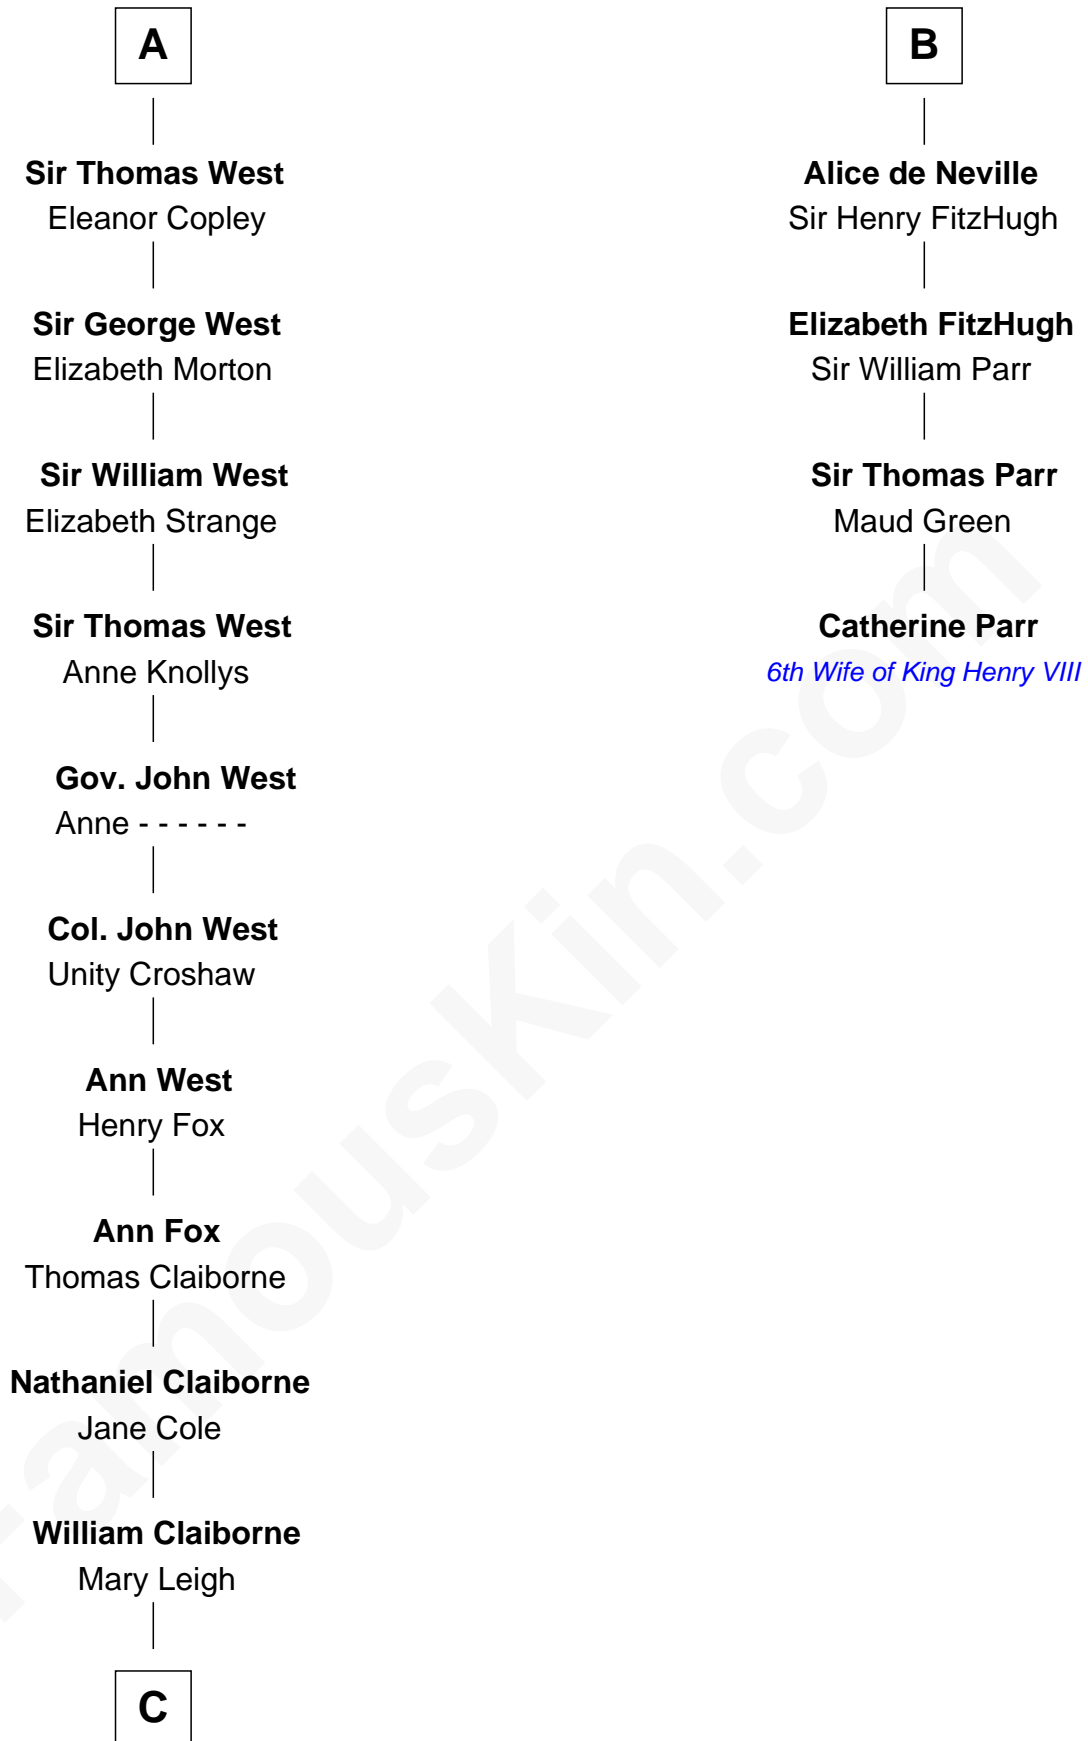 A
Sir Thomas West
Eleanor Copley
Sir George West
Elizabeth Morton
Sir William West
Elizabeth Strange
Sir Thomas West
Anne Knollys
Gov. John West
Anne - - - - - -
Col. John West
Unity Croshaw
Ann West
Henry Fox
Ann Fox
Thomas Claiborne
Nathaniel Claiborne
Jane Cole
William Claiborne
Mary Leigh
C
B
Alice de Neville
Sir Henry FitzHugh
Elizabeth FitzHugh
Sir William Parr
Sir Thomas Parr
Maud Green
Catherine Parr
6th Wife of King Henry VIII
FamousKin.com